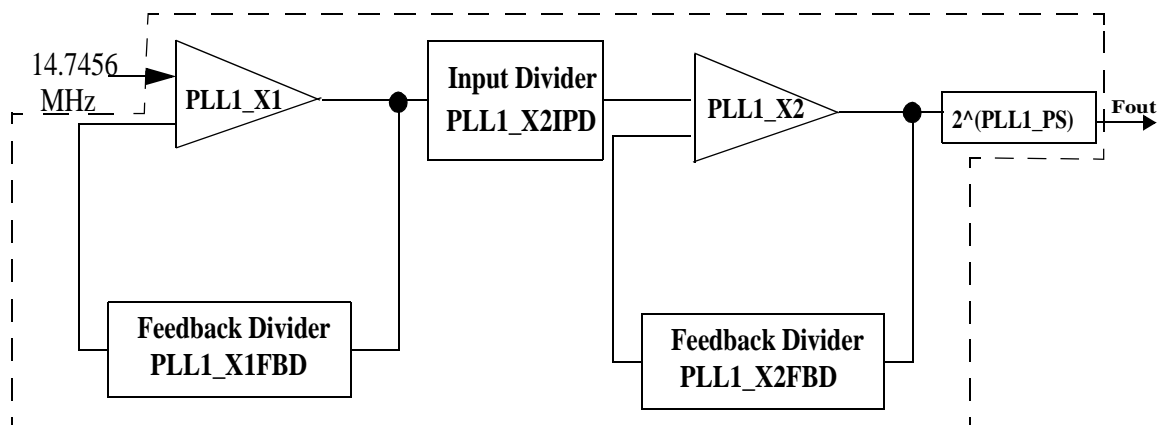 14.7456
MHz
PLL1_X1
Input Divider
PLL1_X2IPD
PLL1_X2
2^(PLL1_PS)
Fout
Feedback Divider
PLL1_X1FBD
Feedback Divider
PLL1_X2FBD